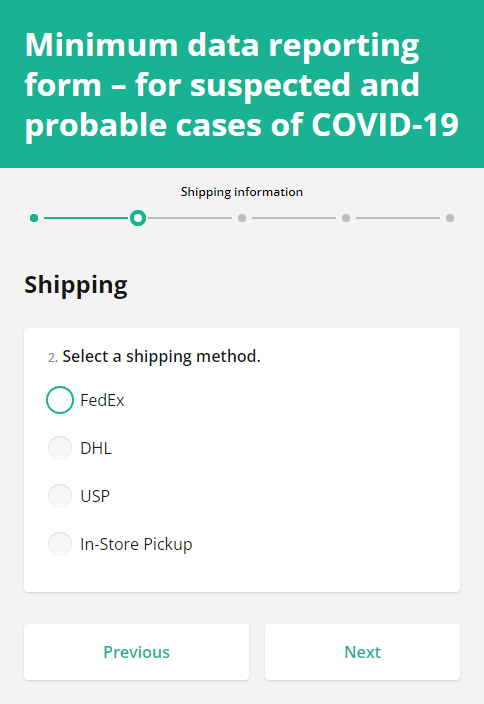 Minimum data reporting
form – for suspected and
probable cases of COVID-19
Shipping information
Shipping
2. Select a shipping method.
FedEx
DHL
USP
In-Store Pickup
Previous
Next